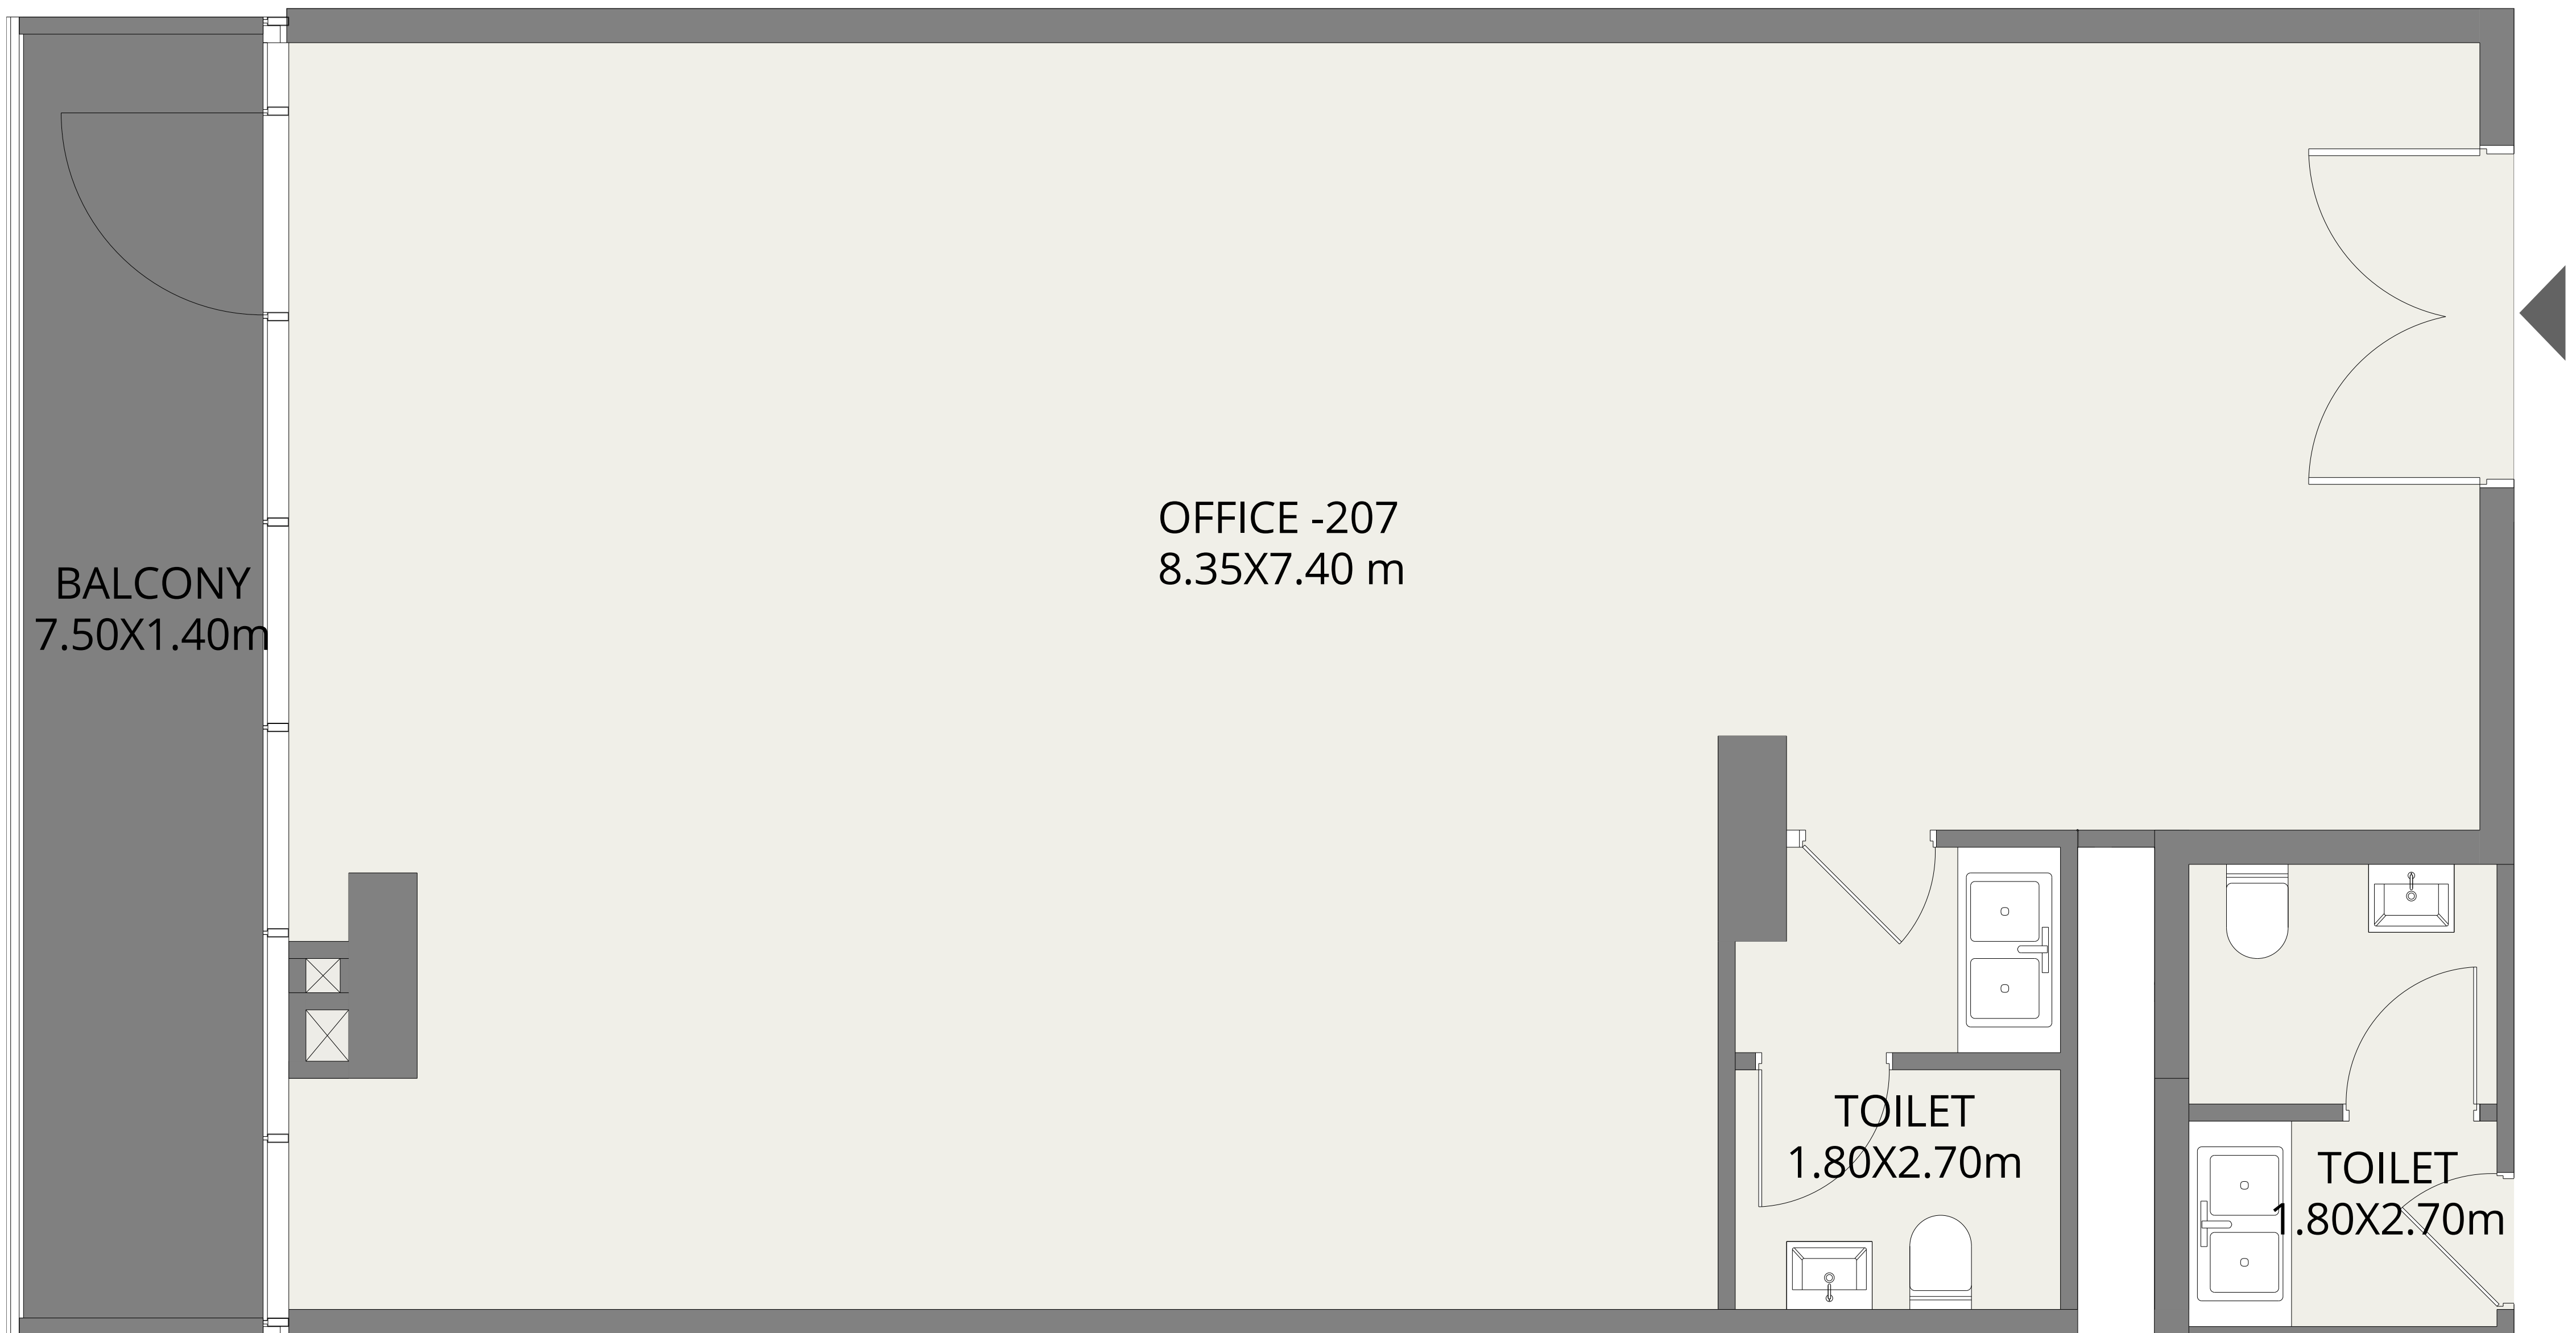 OFFICE -207
8.35X7.40 m
BALCONY
7.50X1.40m
TOILET
1.80X2.70m
TOILET
1.80X2.70m